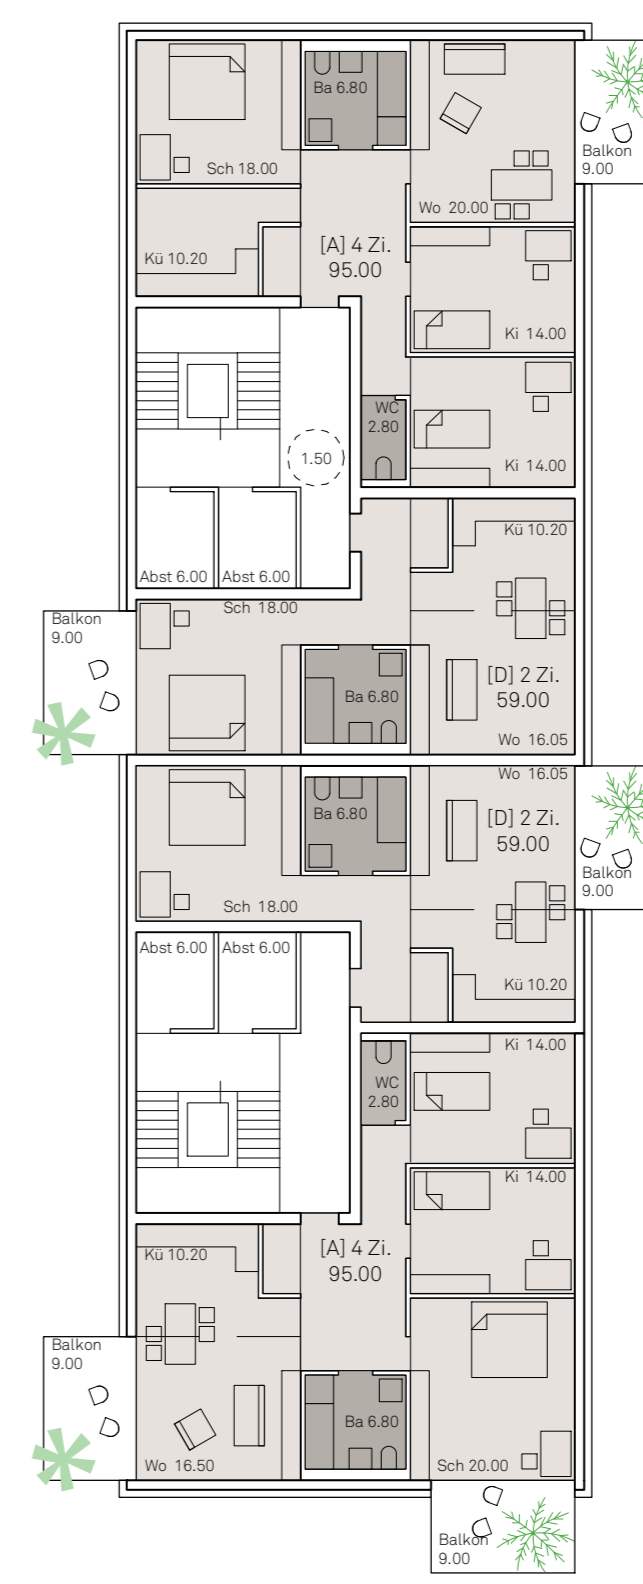 Ba 6.80
Balkon
9.00
Sch 18.00
Wo 20.00
[A] 4 Zi.
95.00
Kü 10.20
Ki 14.00
WC
2.80
1.50
Ki 14.00
Kü 10.20
Abst 6.00 Abst 6.00
Sch 18.00
Balkon
9.00
[D] 2 Zi.
59.00
Ba 6.80
Wo 16.05
Wo 16.05
Ba 6.80
[D] 2 Zi.
59.00
Balkon
9.00
Sch 18.00
Abst 6.00 Abst 6.00
Kü 10.20
Ki 14.00
WC
2.80
Ki 14.00
[A] 4 Zi.
95.00
Kü 10.20
Balkon
9.00
Ba 6.80
Wo 16.50
Sch 20.00
Balkon
9.00